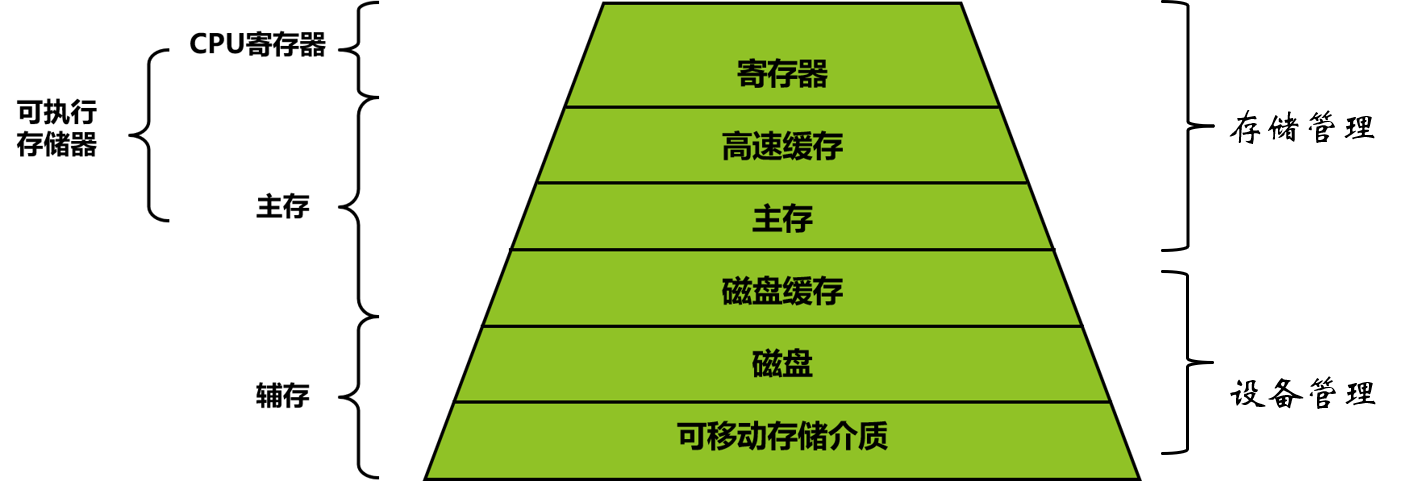 CPU寄存器
可执行
存储器
主存
辅存
寄存器
高速缓存
主存
磁盘缓存
磁盘
可移动存储介质
存储管理
设备管理